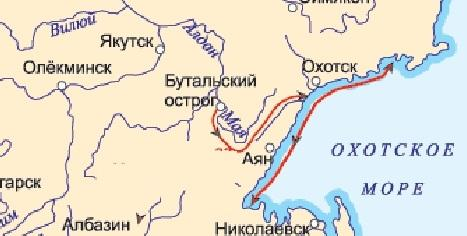 Вилюй
Якутск
Алдан
Олёкминск
Охотск
Бутальский
острог
Мая
Аян
ОХОТСКОЕ
МОРЕ
Албазин
Николаевск